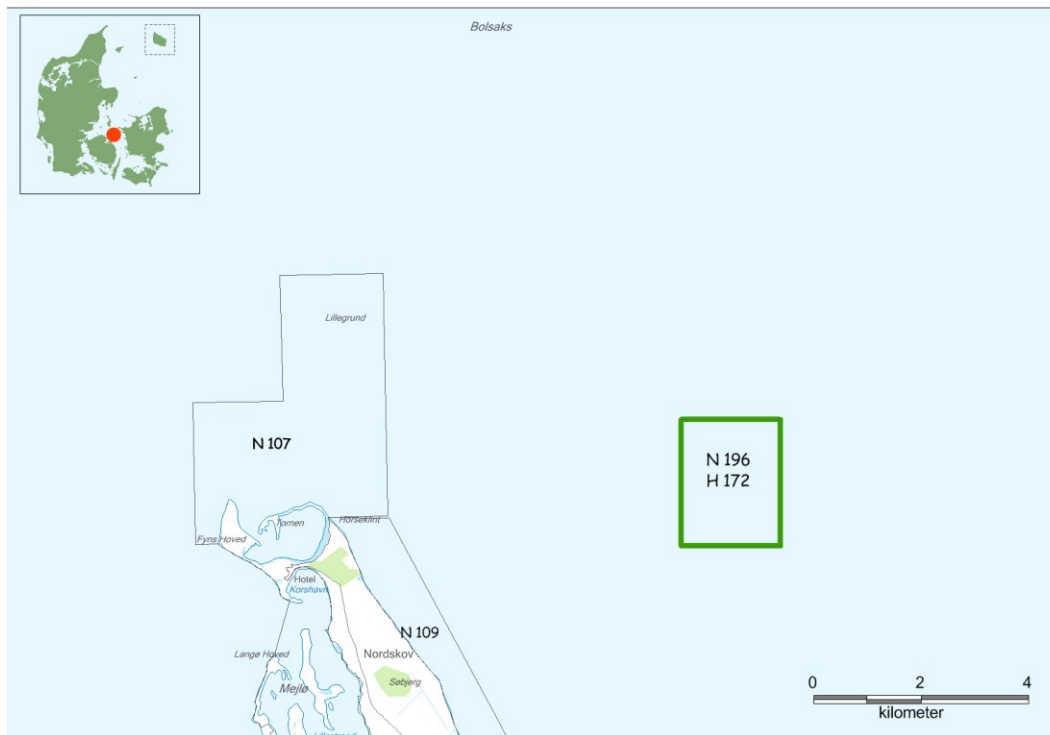 Bolsaks
Lillegrund
N 107
N 196
H 172
Tornen
Horseklint
Fyns Hoved
Hotel
Korshavn
N 109
Langø Hoved
Nordskov
Mejlø
Søbjerg
0 2 4
kilometer